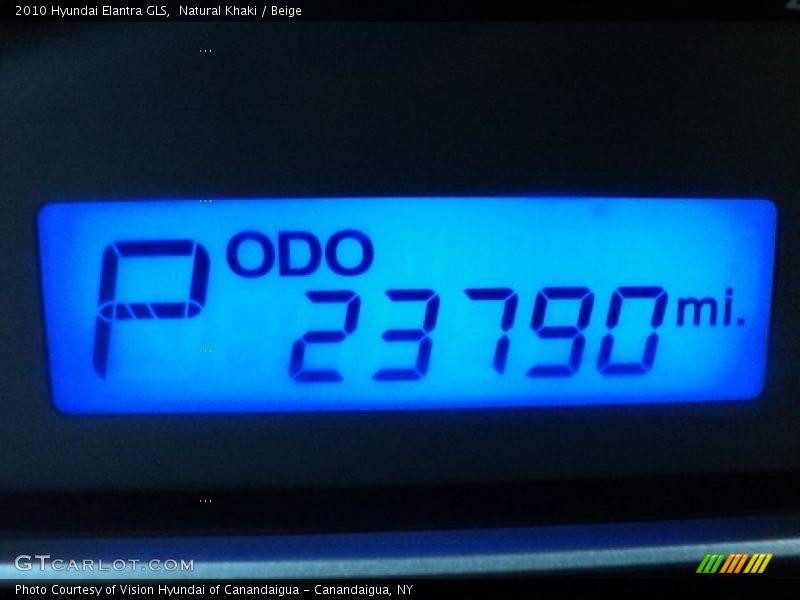 2010 Hyundai Elantra GLS,  Natural Khaki / Beige
P ODO
23790 mi.
GTCARLOT.COM
Photo Courtesy of Vision Hyundai of Canandaigua - Canandaigua, NY